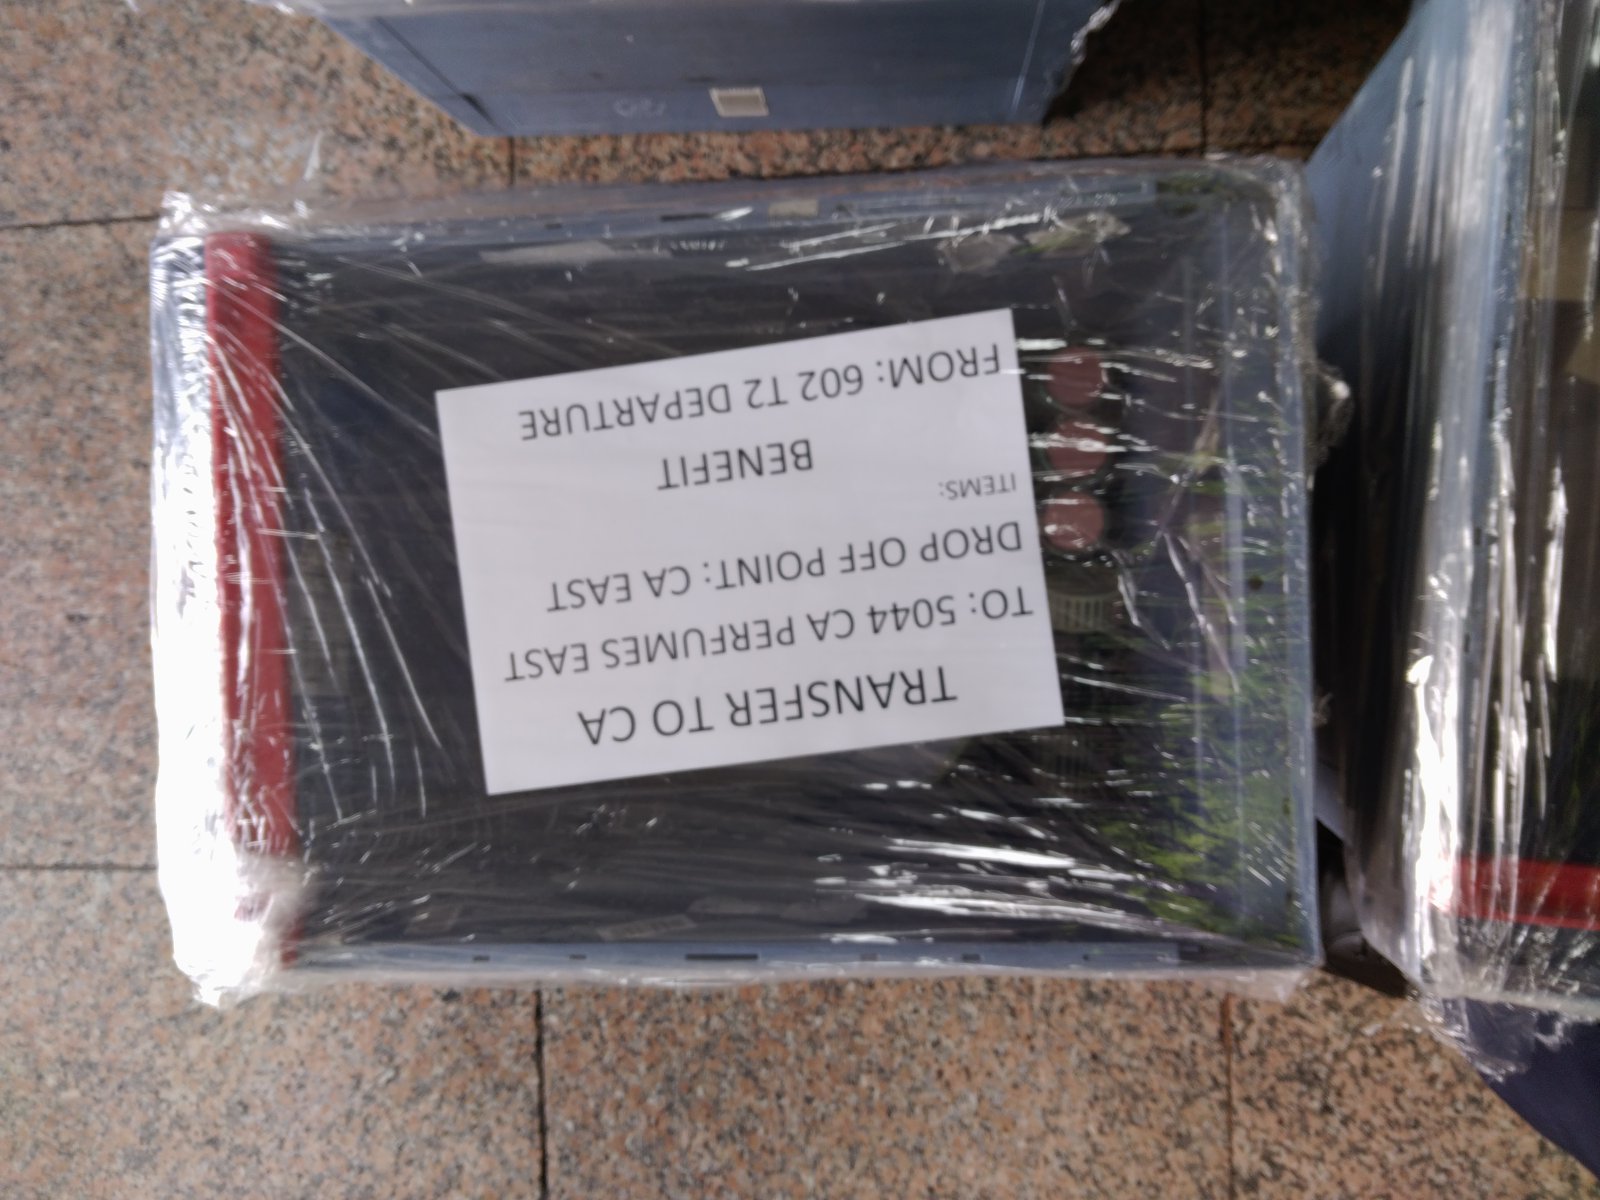 TRANSFER TO CA
TO: 5044 CA PERFUMES EAST
DROP OFF POINT: CA EAST
ITEMS:
BENEFIT
FROM: 602 T2 DEPARTURE